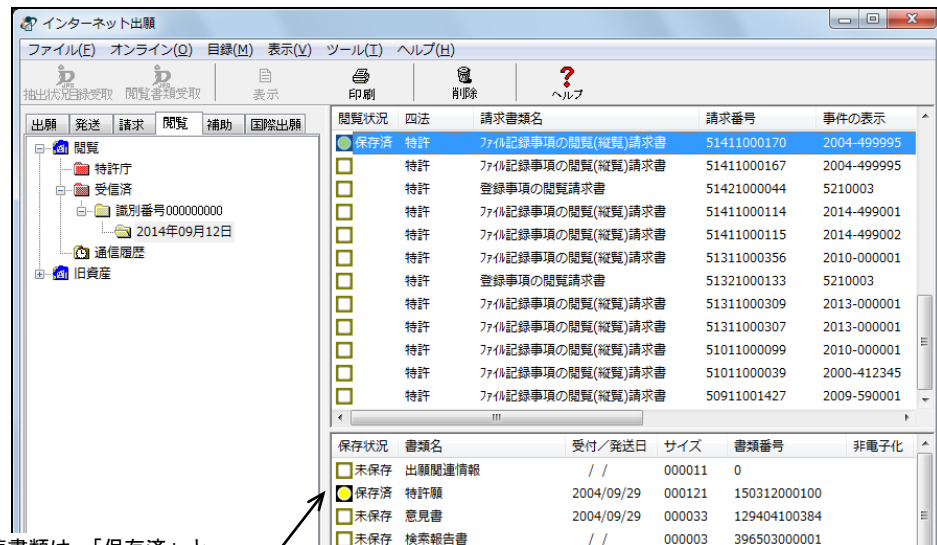 インターネット出願
ファイル(F) オンライン(O) 目録(M) 表示(V) ツール(T) ヘルプ(H)
抽出状況目録受取 閲覧書類受取 表示 印刷 削除 ヘルプ
出願 発送 請求 閲覧 補助 国際出願
閲覧
特許庁
受信済
識別番号000000000
2014年09月12日
通信履歴
旧資産
閲覧状況 四法 請求書類名 請求番号 事件の表示
保存済 特許 ファイル記録事項の閲覧(縦覧)請求書 51411000170 2004-499995
特許 ファイル記録事項の閲覧(縦覧)請求書 51411000167 2004-499995
特許 登録事項の閲覧請求書 51421000044 5210003
特許 ファイル記録事項の閲覧(縦覧)請求書 51411000114 2014-499001
特許 ファイル記録事項の閲覧(縦覧)請求書 51411000115 2014-499002
特許 ファイル記録事項の閲覧(縦覧)請求書 51311000356 2010-000001
特許 登録事項の閲覧請求書 51321000133 5210003
特許 ファイル記録事項の閲覧(縦覧)請求書 51311000309 2013-000001
特許 ファイル記録事項の閲覧(縦覧)請求書 51311000307 2013-000001
特許 ファイル記録事項の閲覧(縦覧)請求書 51011000099 2010-000001
特許 ファイル記録事項の閲覧(縦覧)請求書 51011000039 2000-412345
特許 ファイル記録事項の閲覧(縦覧)請求書 50911001427 2009-590001
保存状況 書類名 受付/発送日 サイズ 書類番号 非電子化
未保存 出願関連情報 / / 000011 0
保存済 特許願 2004/09/29 000121 150312000100
未保存 意見書 2004/09/29 000033 129404100384
未保存 検索報告書 / / 000003 396503000001
書類は、「保存済」と